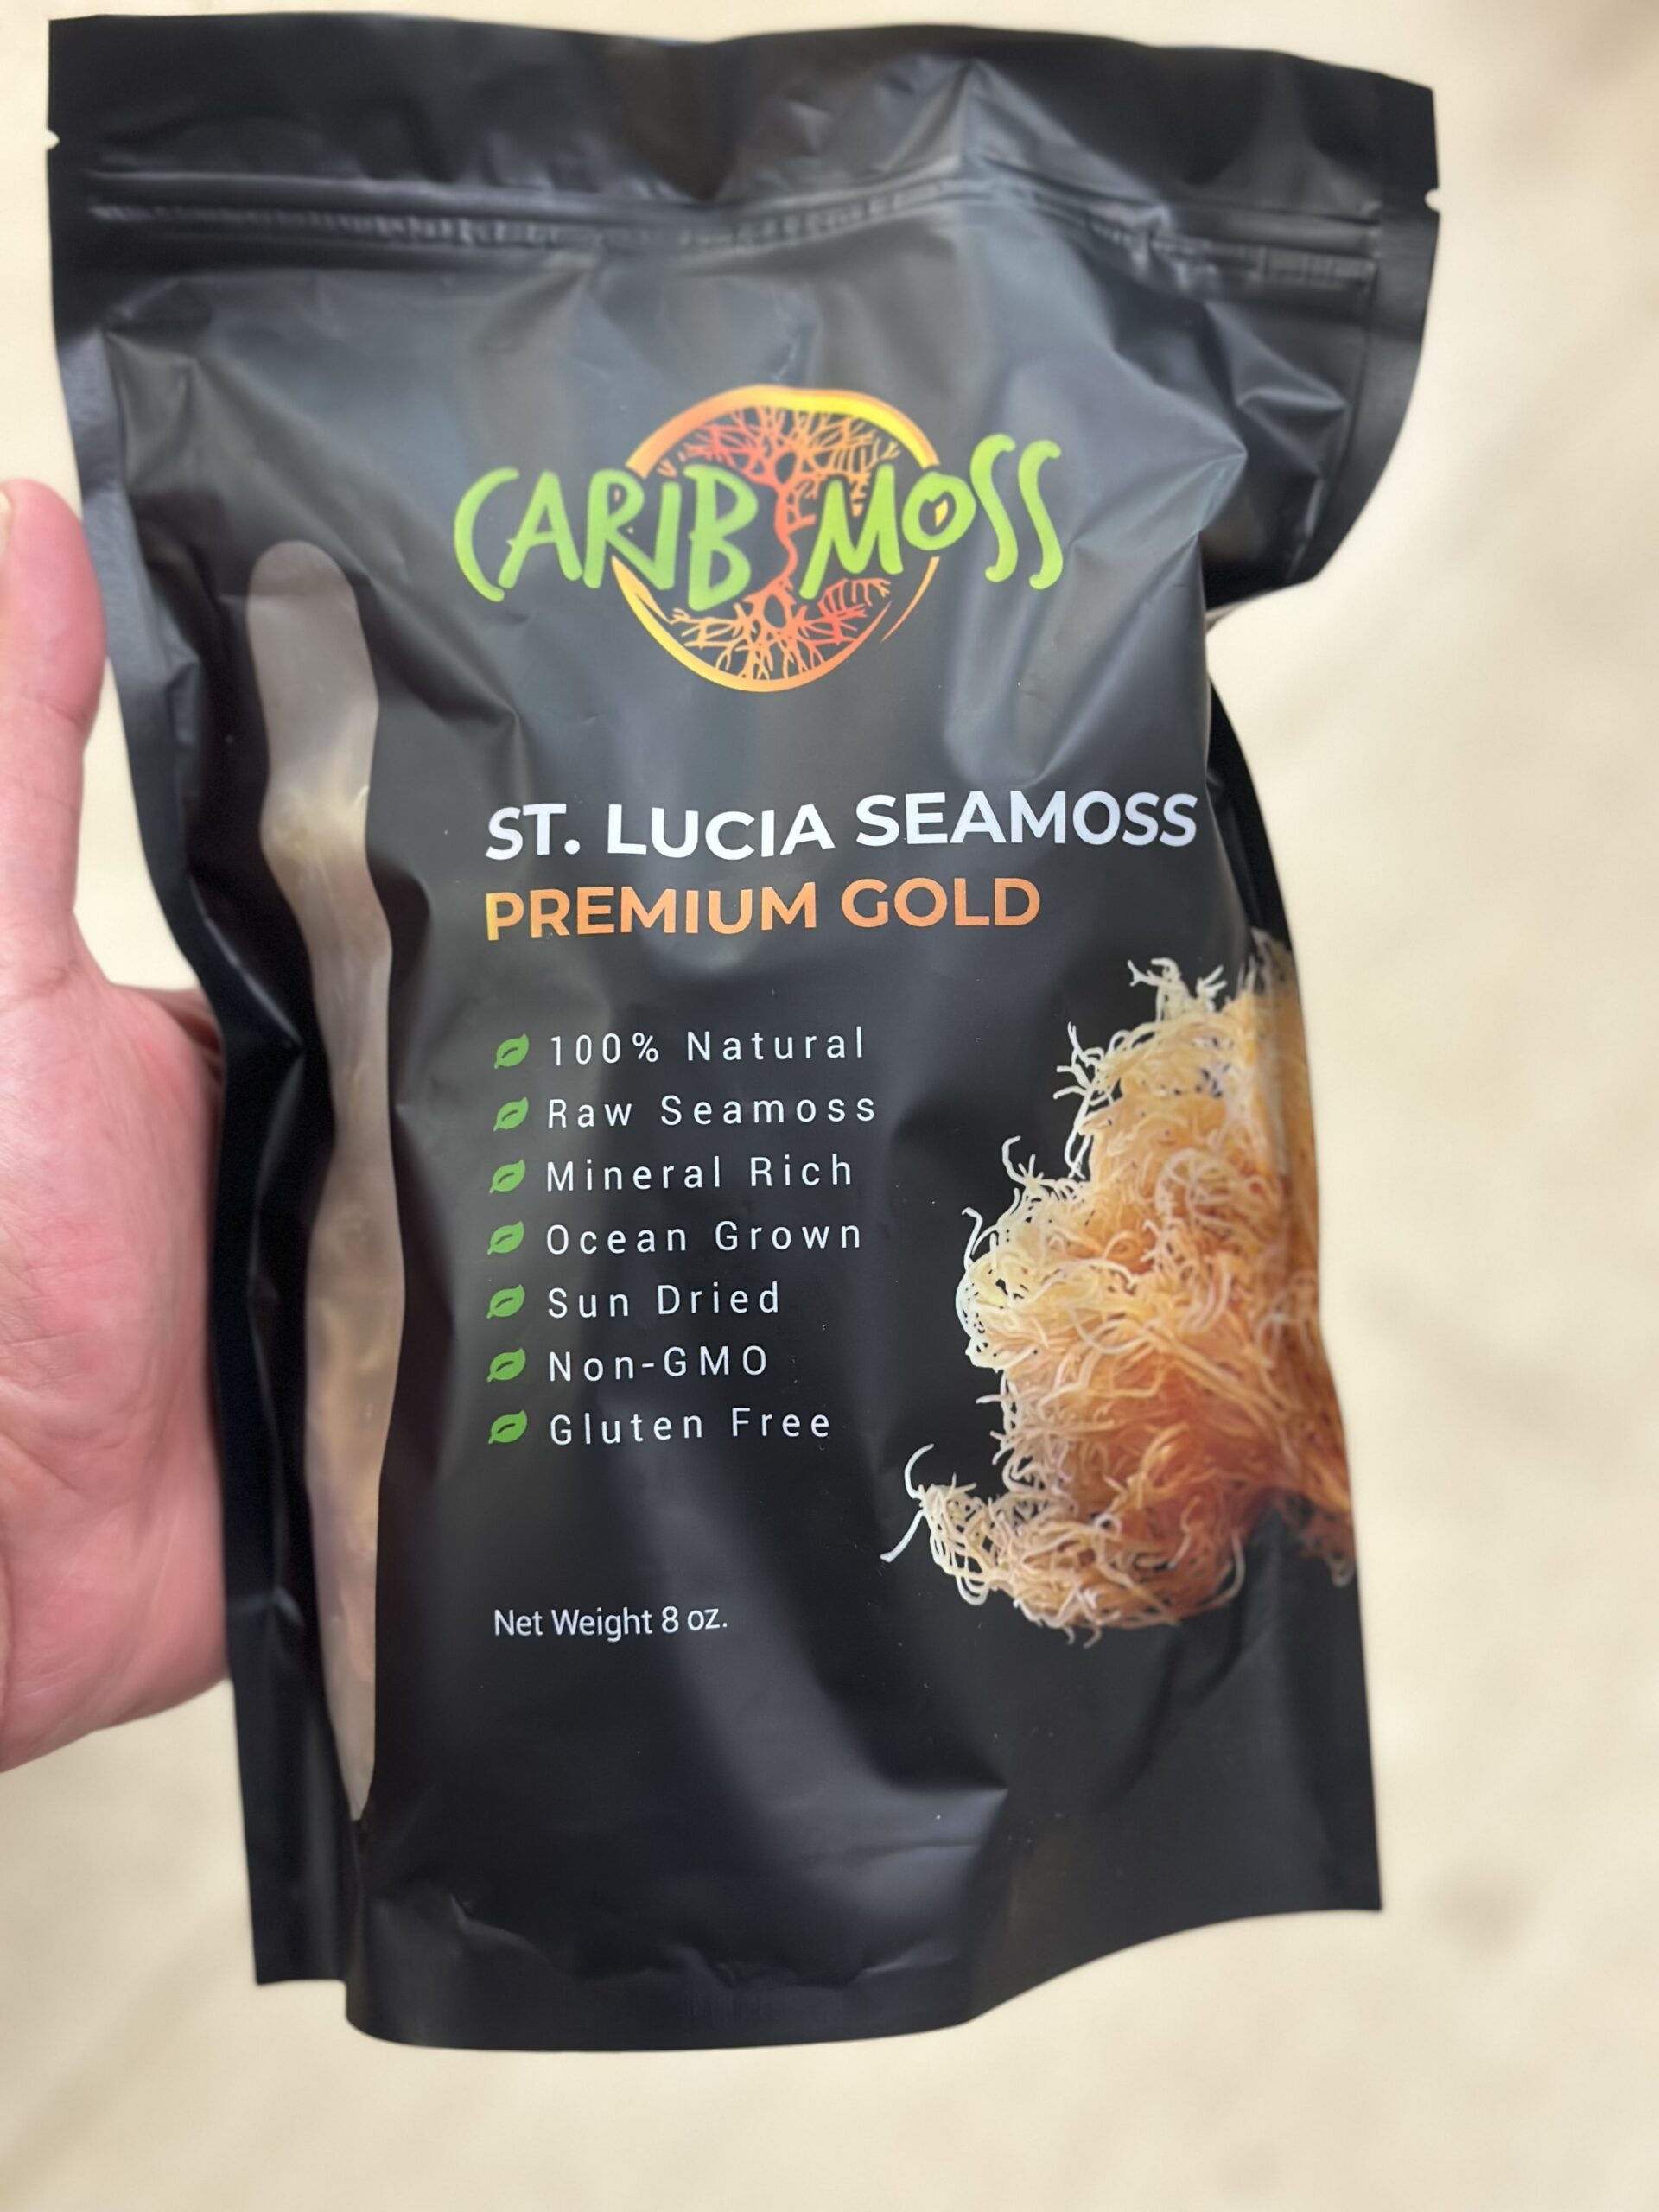 CARIB MOSS
ST. LUCIA SEAMOSS
PREMIUM GOLD
100% Natural
Raw Seamoss
Mineral Rich
Ocean Grown
Sun Dried
Non-GMO
Gluten Free
Net Weight 8 oz.